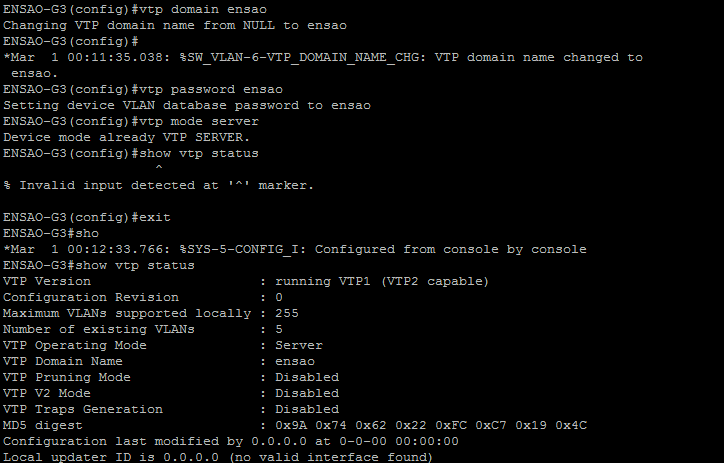 ENSAO-G3(config)#vtp domain ensao
Changing VTP domain name from NULL to ensao
ENSAO-G3(config)#
*Mar  1 00:11:35.038: %SW_VLAN-6-VTP_DOMAIN_NAME_CHG: VTP domain name changed to
 ensao.
ENSAO-G3(config)#vtp password ensao
Setting device VLAN database password to ensao
ENSAO-G3(config)#vtp mode server
Device mode already VTP SERVER.
ENSAO-G3(config)#show vtp status
                   ^
% Invalid input detected at '^' marker.

ENSAO-G3(config)#exit
ENSAO-G3#sho
*Mar  1 00:12:33.766: %SYS-5-CONFIG_I: Configured from console by console
ENSAO-G3#show vtp status
VTP Version                     : running VTP1 (VTP2 capable)
Configuration Revision          : 0
Maximum VLANs supported locally : 255
Number of existing VLANs        : 5
VTP Operating Mode              : Server
VTP Domain Name                 : ensao
VTP Pruning Mode                : Disabled
VTP V2 Mode                     : Disabled
VTP Traps Generation            : Disabled
MD5 digest                      : 0x9A 0x74 0x62 0x22 0xFC 0xC7 0x19 0x4C
Configuration last modified by 0.0.0.0 at 0-0-00 00:00:00
Local updater ID is 0.0.0.0 (no valid interface found)